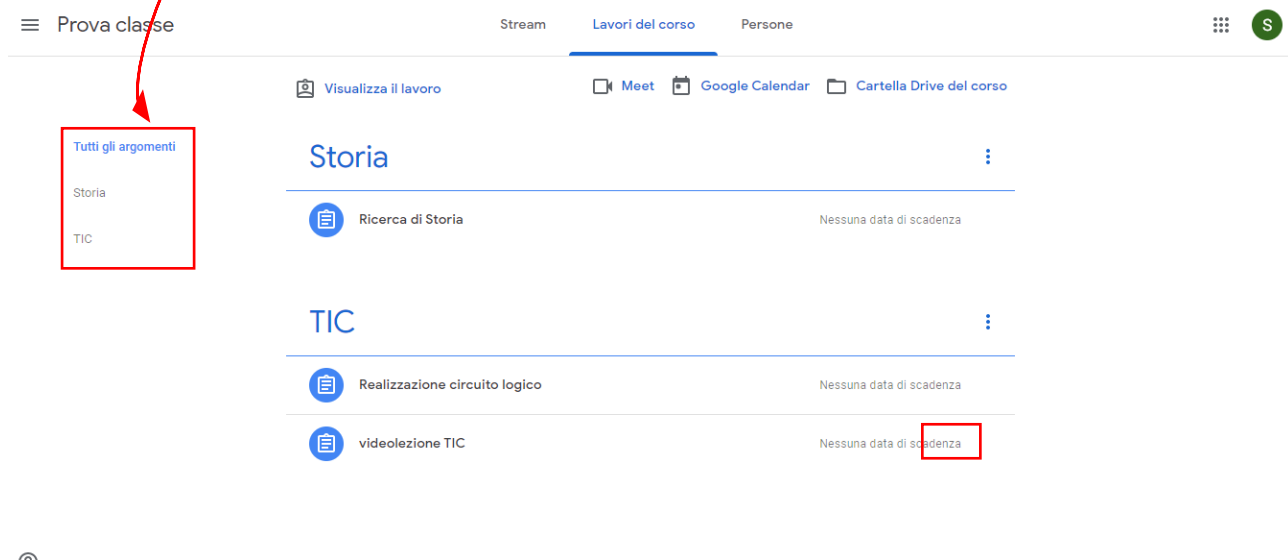 Prova classe
Stream Lavori del corso Persone
S
Visualizza il lavoro Meet Google Calendar Cartella Drive del corso
Tutti gli argomenti
Storia
TIC
Storia
Ricerca di Storia Nessuna data di scadenza
TIC
Realizzazione circuito logico Nessuna data di scadenza
videolezione TIC Nessuna data di scadenza